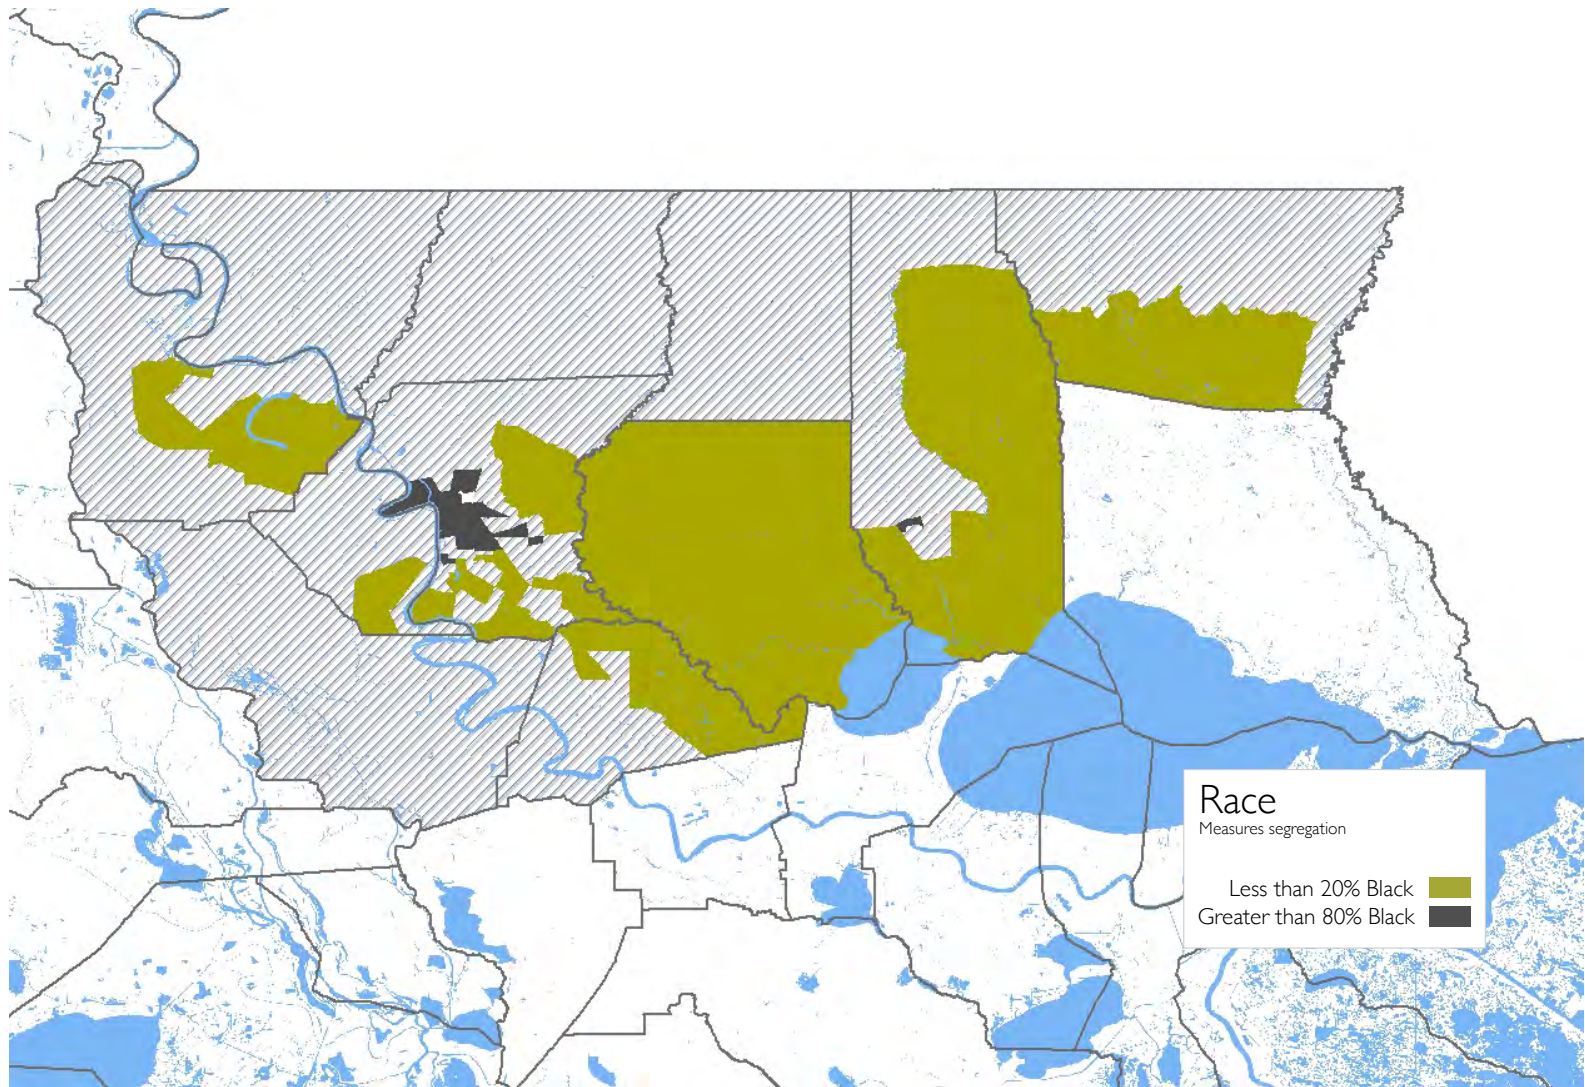 Race
Measures segregation
Less than 20% Black
Greater than 80% Black